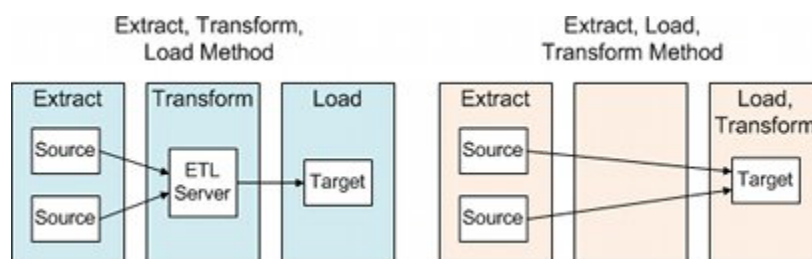 Extract, Transform,
Load Method
Extract
Transform
Load
Source
Source
ETL
Server
Target
Extract, Load,
Transform Method
Extract
Load,
Transform
Source
Source
Target